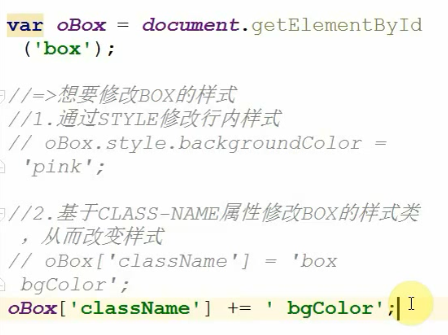 var oBox = document.getElementById
('box');
//=>想要修改BOX的样式
//1.通过STYLE修改行内样式
// oBox.style.backgroundColor =
'pink';
//2.基于CLASS-NAME属性修改BOX的样式类
，从而改变样式
// oBox['className'] = 'box
bgColor';
oBox['className'] += ' bgColor';